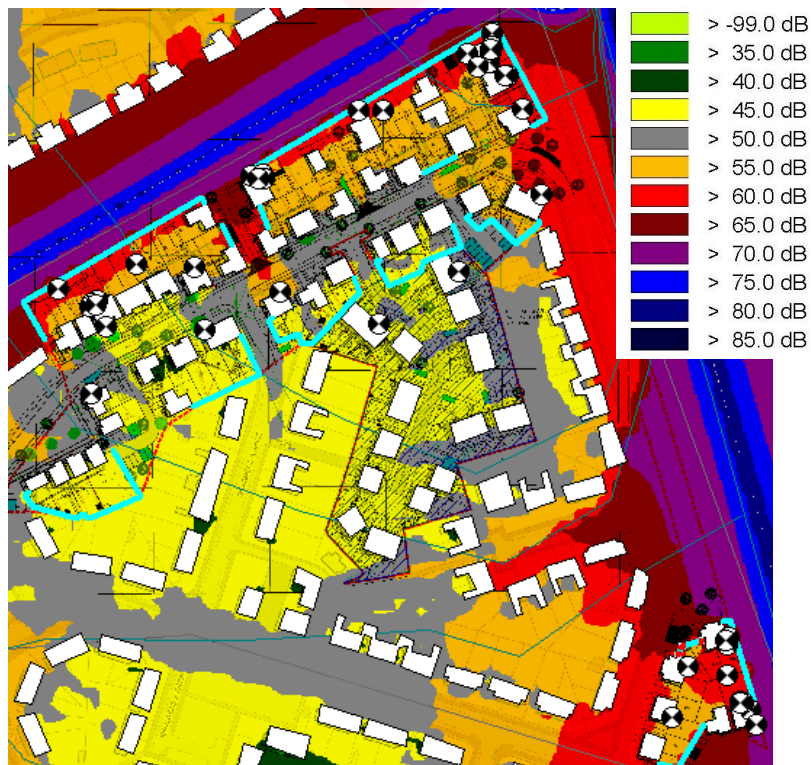 > -99.0 dB
> 35.0 dB
> 40.0 dB
> 45.0 dB
> 50.0 dB
> 55.0 dB
> 60.0 dB
> 65.0 dB
> 70.0 dB
> 75.0 dB
> 80.0 dB
> 85.0 dB